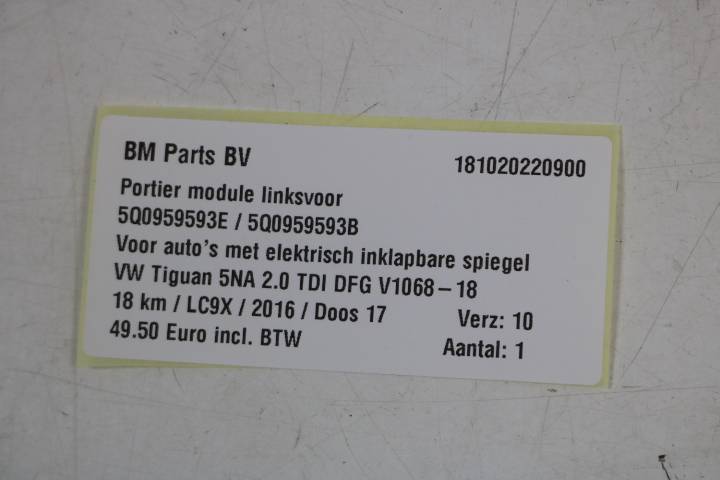 BM Parts BV 181020220900
Portier module linksvoor
5Q0959593E / 5Q0959593B
Voor auto's met elektrisch inklapbare spiegel
VW Tiguan 5NA 2.0 TDI DFG V1068-18
18 km / LC9X / 2016 / Doos 17 Verz: 10
49.50 Euro incl. BTW Aantal: 1